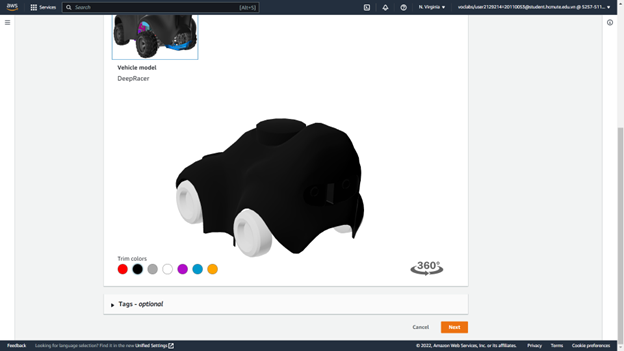 aws
Services
Search
[Alt+S]
N. Virginia
voclabs/user2129214=20110053@student.hcmute.edu.vn @ 5257-511...
Vehicle model
DeepRacer
Trim colors
360°
Tags - optional
Cancel
Next
Feedback
Looking for language selection? Find it in the new Unified Settings
© 2022, Amazon Web Services, Inc. or its affiliates.
Privacy
Terms
Cookie preferences